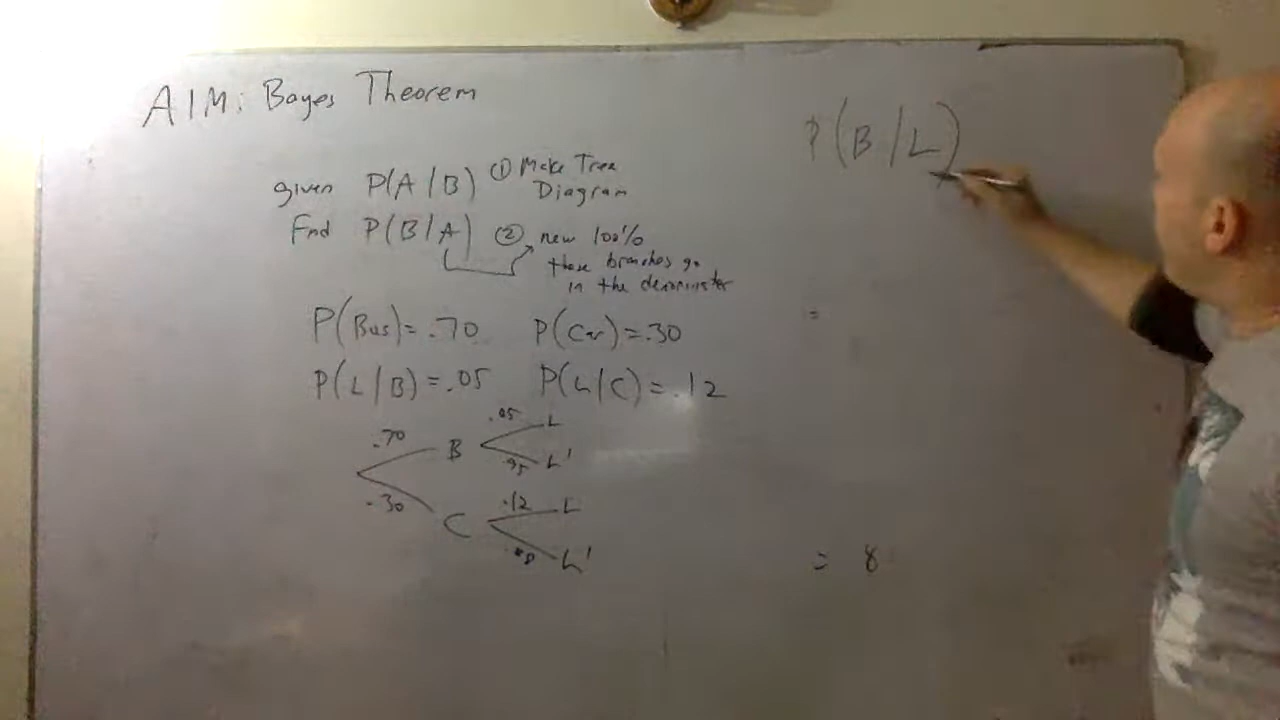 AIM: Bayes Theorem
given P(A/B) ① Make Tree
Diagram
Find P(B/A) ② new 100%
these branches go
in the denominator
P(Bus)=.70 P(Car)=.30
P(L/B)=.05 P(L/C)=.12
.70 B .05 L
.95 L'
.30 C .12 L
L'
P(B/L)
=
= 8